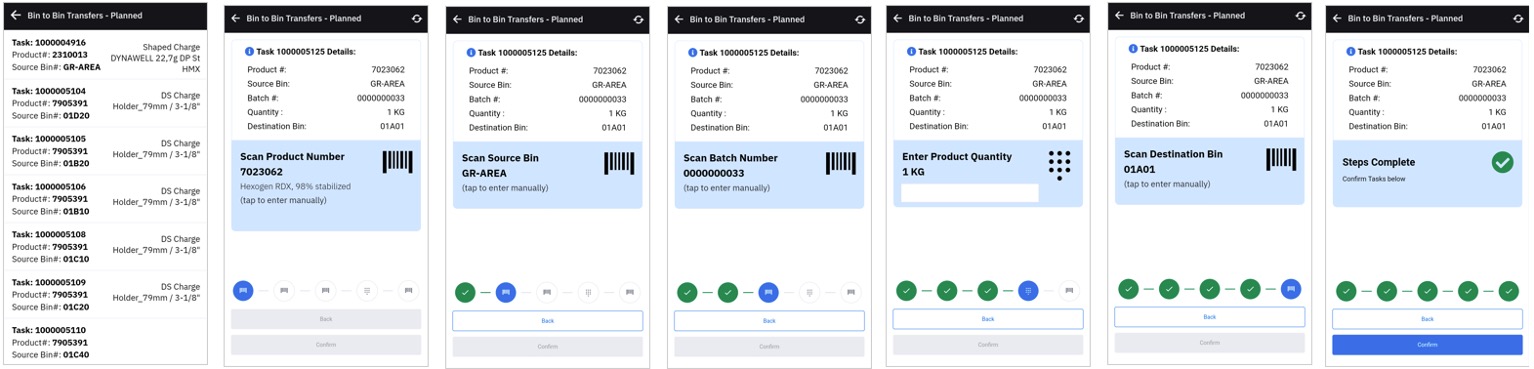 Bin to Bin Transfers - Planned
Task: 1000004916
Product#: 2310013
Source Bin#: GR-AREA
Shaped Charge
DYNAWELL 22,7g DP St
HMX
Task: 1000005104
Product#: 7905391
Source Bin#: 01D20
DS Charge
Holder_79mm / 3-1/8"
Task: 1000005105
Product#: 7905391
Source Bin#: 01B20
DS Charge
Holder_79mm / 3-1/8"
Task: 1000005106
Product#: 7905391
Source Bin#: 01B10
DS Charge
Holder_79mm / 3-1/8"
Task: 1000005108
Product#: 7905391
Source Bin#: 01C10
DS Charge
Holder_79mm / 3-1/8"
Task: 1000005109
Product#: 7905391
Source Bin#: 01C20
DS Charge
Holder_79mm / 3-1/8"
Task: 1000005110
Product#: 7905391
Source Bin#: 01C40
Bin to Bin Transfers - Planned
Task 1000005125 Details:
Product #: 7023062
Source Bin: GR-AREA
Batch #: 0000000033
Quantity : 1 KG
Destination Bin: 01A01
Scan Product Number
7023062
Hexogen RDX, 98% stabilized
(tap to enter manually)
Back
Confirm
Bin to Bin Transfers - Planned
Task 1000005125 Details:
Product #: 7023062
Source Bin: GR-AREA
Batch #: 0000000033
Quantity : 1 KG
Destination Bin: 01A01
Scan Source Bin
GR-AREA
(tap to enter manually)
Back
Confirm
Bin to Bin Transfers - Planned
Task 1000005125 Details:
Product #: 7023062
Source Bin: GR-AREA
Batch #: 0000000033
Quantity : 1 KG
Destination Bin: 01A01
Scan Batch Number
0000000033
(tap to enter manually)
Back
Confirm
Bin to Bin Transfers - Planned
Task 1000005125 Details:
Product #: 7023062
Source Bin: GR-AREA
Batch #: 0000000033
Quantity : 1 KG
Destination Bin: 01A01
Enter Product Quantity
1 KG
Back
Confirm
Bin to Bin Transfers - Planned
Task 1000005125 Details:
Product #: 7023062
Source Bin: GR-AREA
Batch #: 0000000033
Quantity : 1 KG
Destination Bin: 01A01
Scan Destination Bin
01A01
(tap to enter manually)
Back
Confirm
Bin to Bin Transfers - Planned
Task 1000005125 Details:
Product #: 7023062
Source Bin: GR-AREA
Batch #: 0000000033
Quantity : 1 KG
Destination Bin: 01A01
Steps Complete
Confirm Tasks below
Back
Confirm